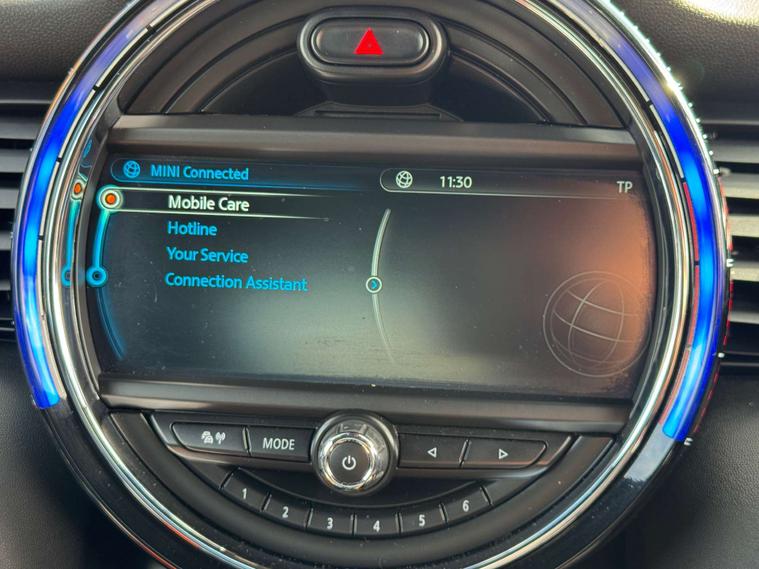 MINI Connected
11:30
TP
Mobile Care
Hotline
Your Service
Connection Assistant
MODE
1 2 3 4 5 6